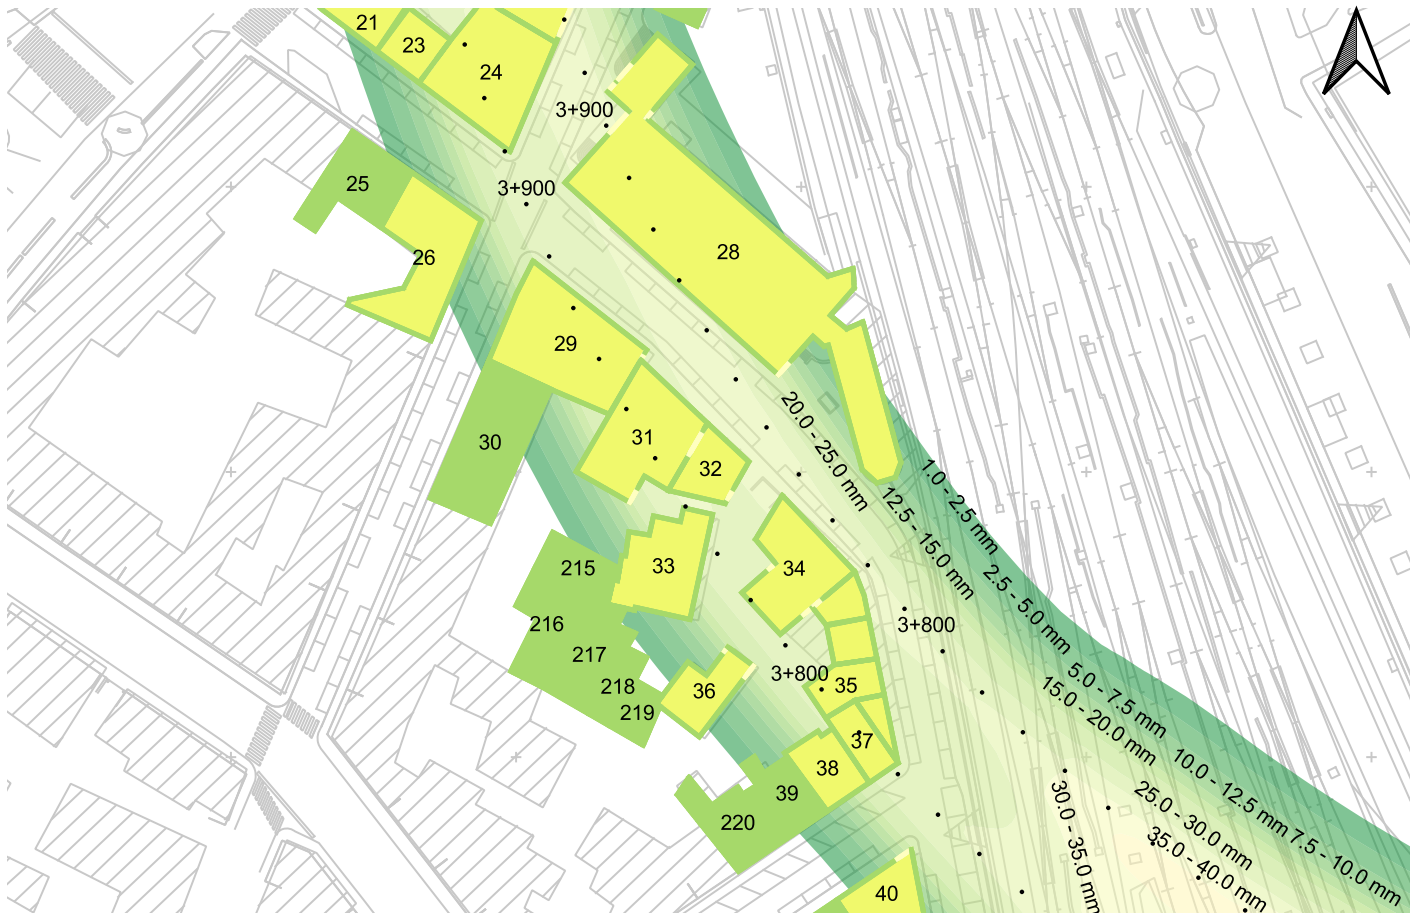 21
23
24
3+900
25
3+900
26
28
29
20.0 - 25.0 mm
30
31
32
1.0 - 2.5 mm
12.5 - 15.0 mm
33
34
215
2.5 - 5.0 mm
216
3+800
217
5.0 - 7.5 mm
218
3+800
35
36
15.0 - 20.0 mm
219
37
10.0 - 12.5 mm
38
39
30.0 - 35.0 mm
25.0 - 30.0 mm
7.5 - 10.0 mm
220
35.0 - 40.0 mm
40